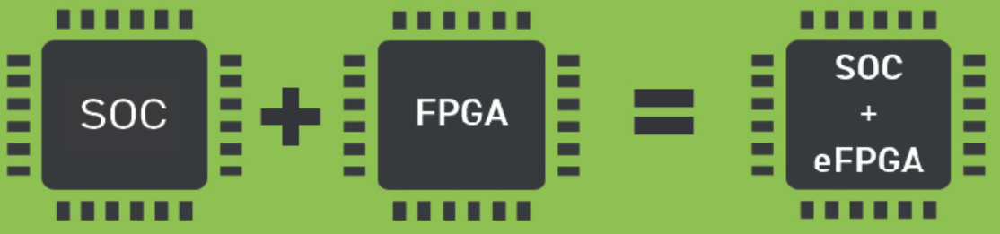 SOC
+
FPGA
=
SOC
+
eFPGA